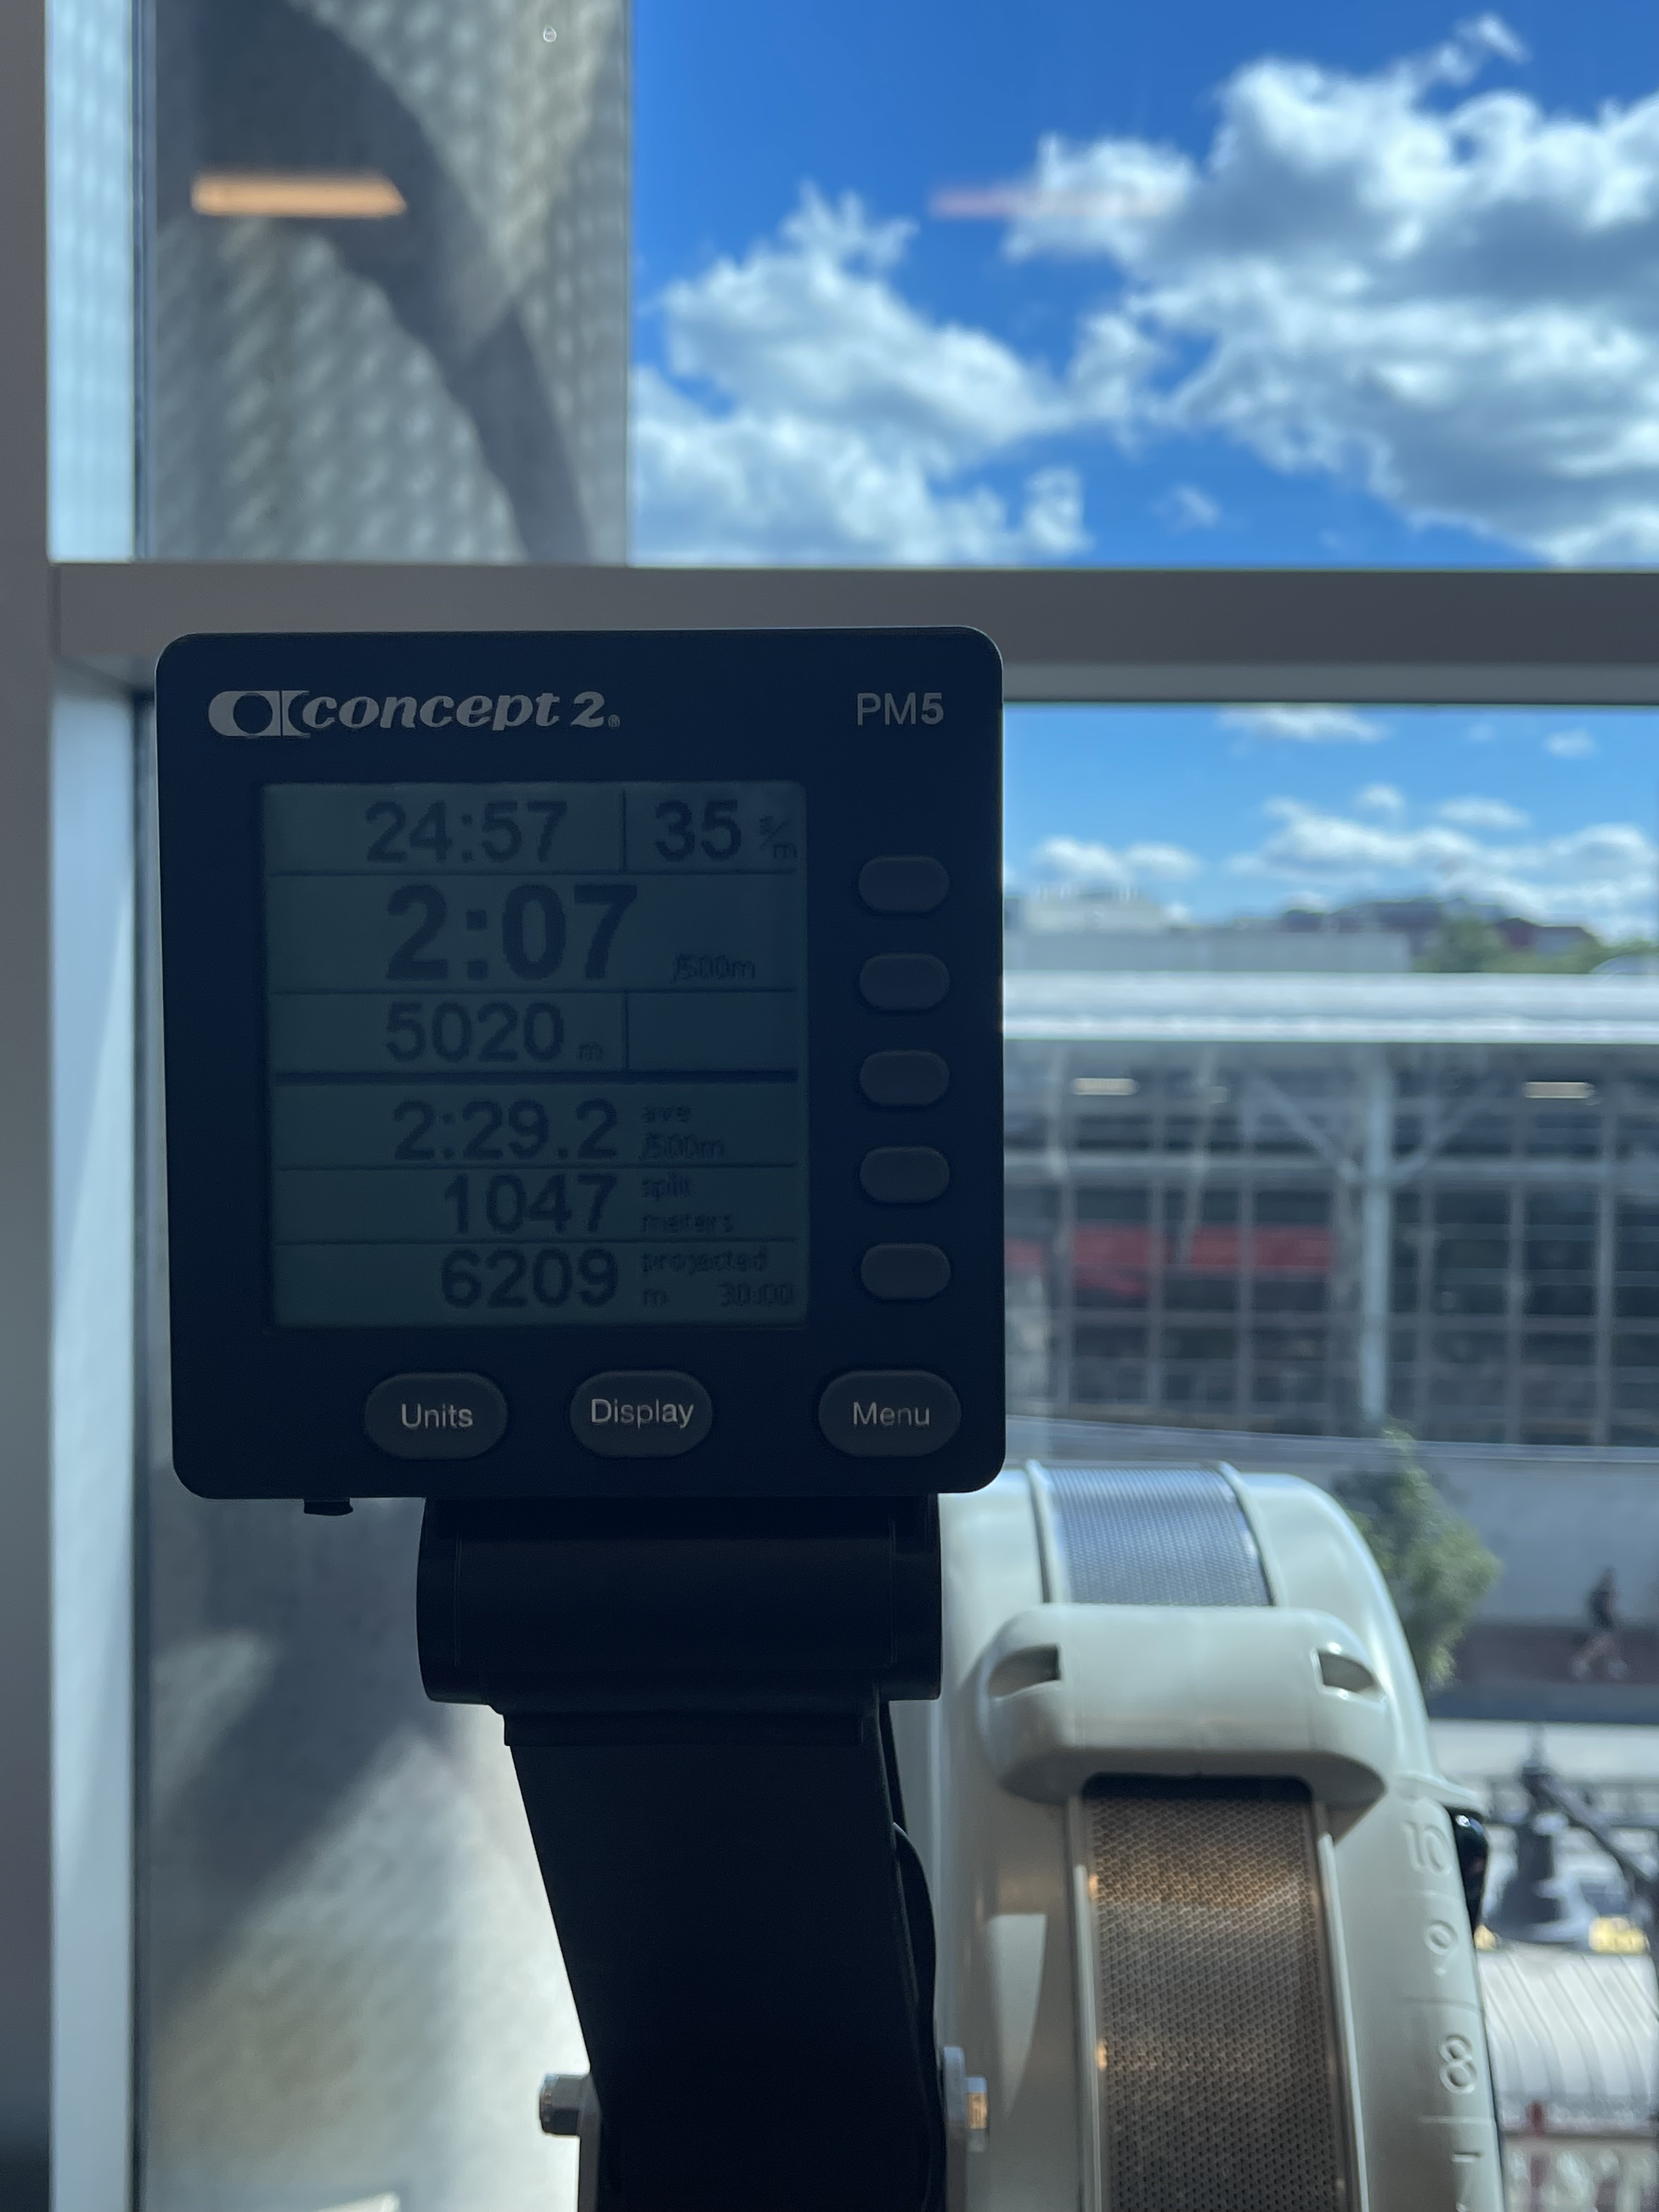 concept 2® PM5
24:57 35 s/m
2:07 /500m
5020 m
2:29.2 ave /500m
1047 split meters
6209 projected m 30:00
Units Display Menu
10
9
8
7